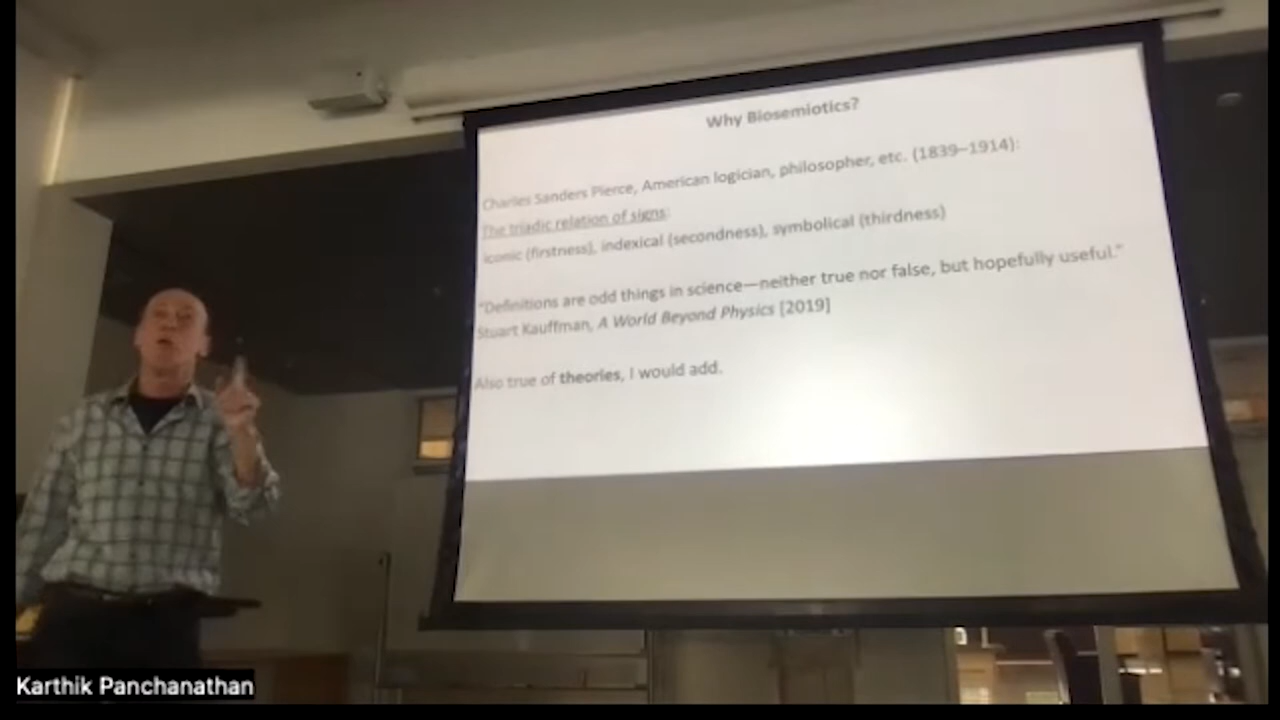 Why Biosemiotics?
Charles Sanders Pierce, American logician, philosopher, etc. (1839–1914):
The triadic relation of signs:
iconic (firstness), indexical (secondness), symbolical (thirdness)
“Definitions are odd things in science—neither true nor false, but hopefully useful.”
Stuart Kauffman, A World Beyond Physics [2019]
Also true of theories, I would add.
Karthik Panchanathan